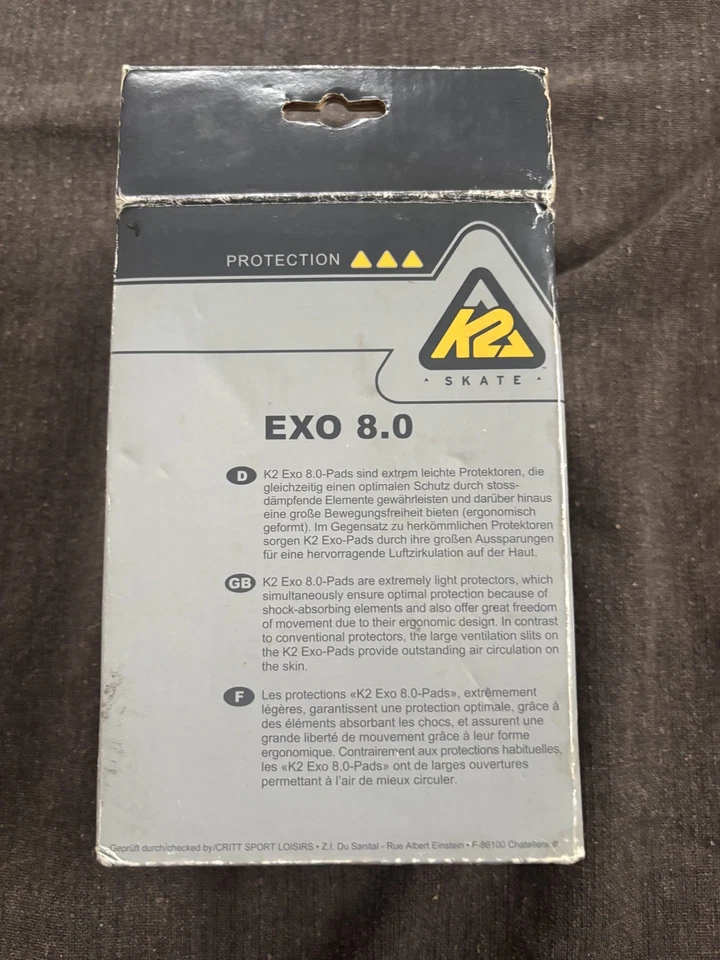 PROTECTION
K2
SKATE
EXO 8.0
D
K2 Exo 8.0-Pads sind extrem leichte Protektoren, die
gleichzeitig einen optimalen Schutz durch stoss-
dämpfende Elemente gewährleisten und darüber hinaus
eine große Bewegungsfreiheit bieten (ergonomisch
geformt). Im Gegensatz zu herkömmlichen Protektoren
sorgen K2 Exo-Pads durch ihre großen Aussparungen
für eine hervorragende Luftzirkulation auf der Haut.
GB
K2 Exo 8.0-Pads are extremely light protectors, which
simultaneously ensure optimal protection because of
shock-absorbing elements and also offer great freedom
of movement due to their ergonomic design. In contrast
to conventional protectors, the large ventilation slits on
the K2 Exo-Pads provide outstanding air circulation on
the skin.
F
Les protections «K2 Exo 8.0-Pads», extrêmement
légères, garantissent une protection optimale, grâce à
des éléments absorbant les chocs, et assurent une
grande liberté de mouvement grâce à leur forme
ergonomique. Contrairement aux protections habituelles,
les «K2 Exo 8.0-Pads» ont de larges ouvertures
permettant à l'air de mieux circuler.
Geprüft durch/checked by/CRITT SPORT LOISIRS • Z.I. Du Sanital - Rue Albert Einstein • F-86100